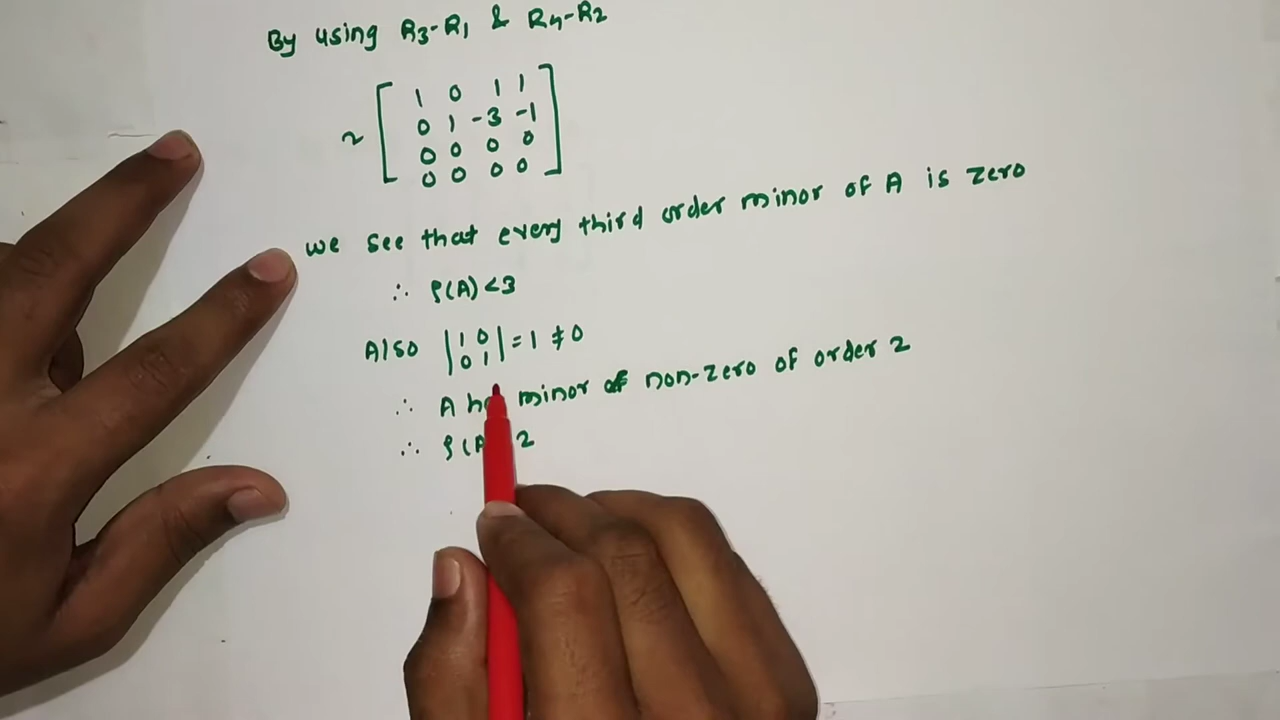 By using R3-R1 & R4-R2
~ [ 1 0 1 1
0 1 -3 -1
0 0 0 0
0 0 0 0 ]
we see that every third order minor of A is zero
∴ ρ(A) < 3
Also | 1 0
0 1 | = 1 ≠ 0
∴ A minor of non-zero of order 2
∴ ρ(A 2